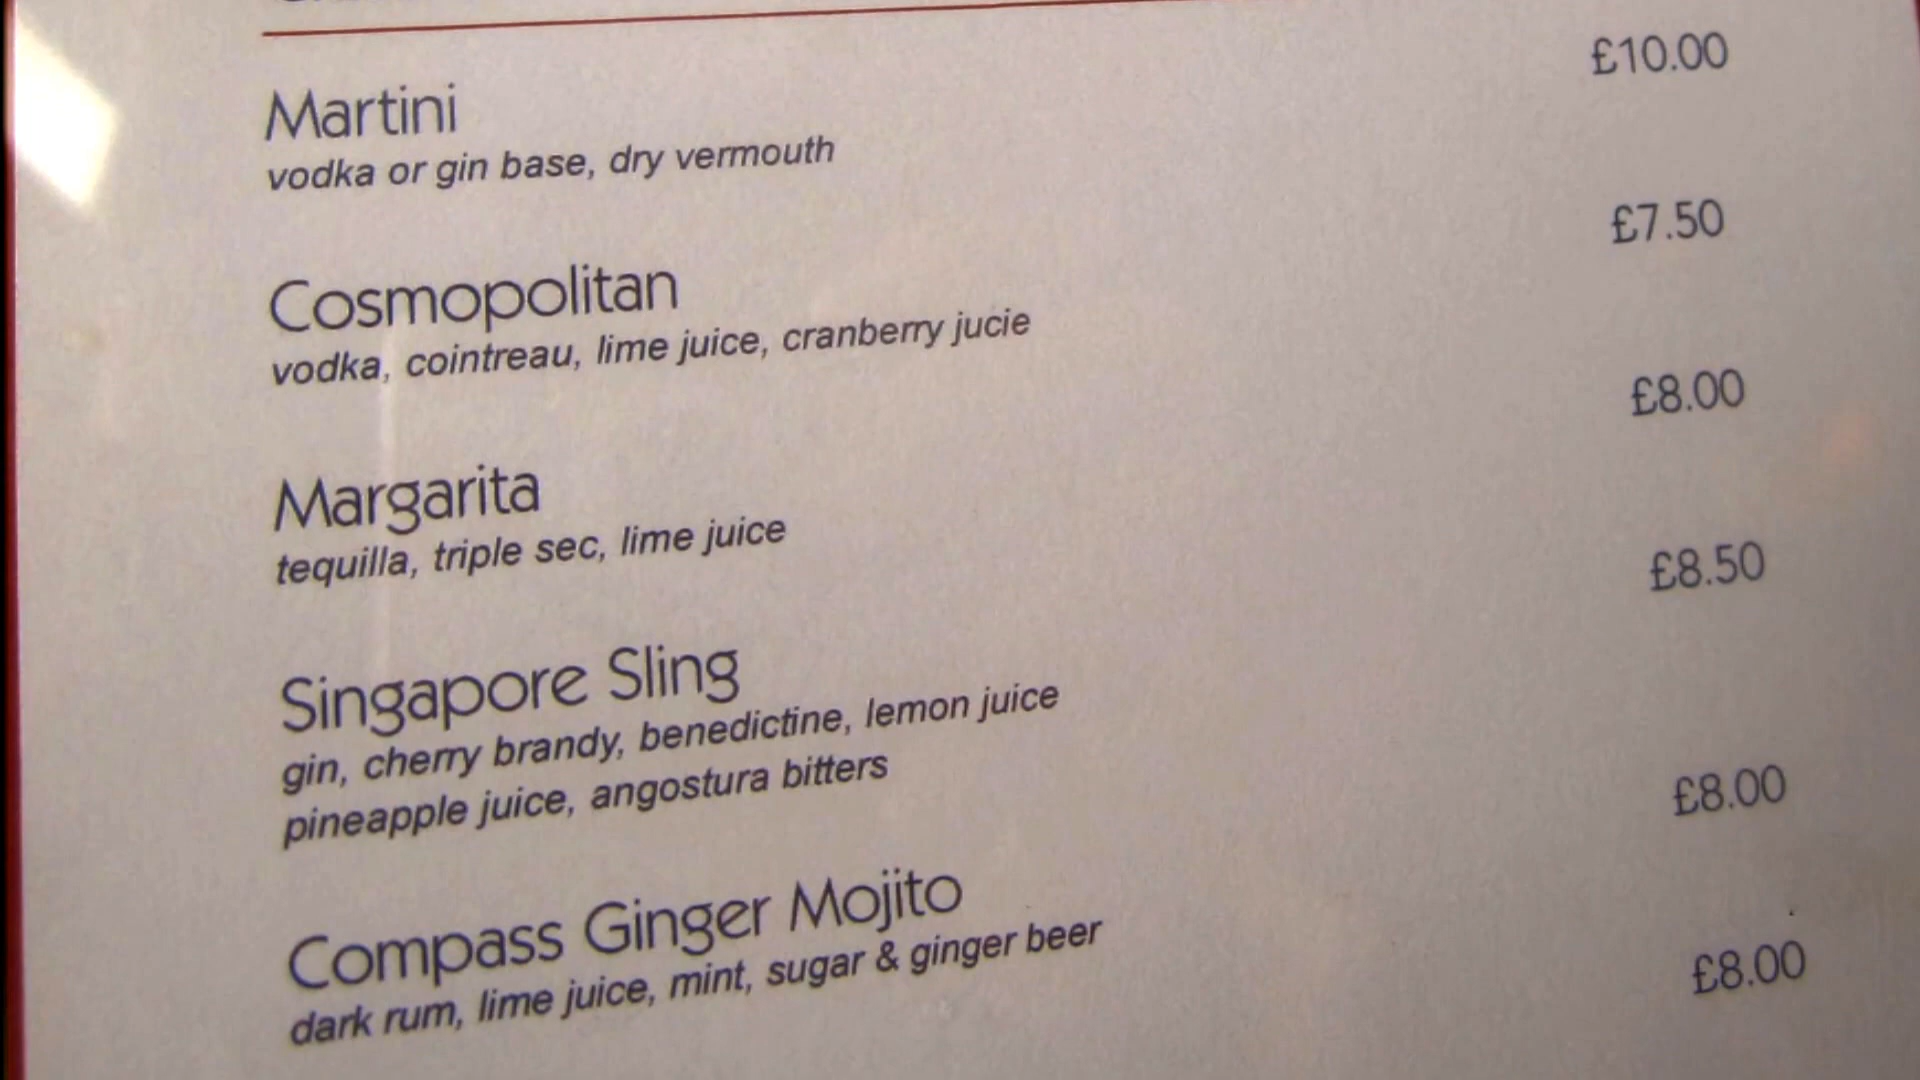 Martini £10.00
vodka or gin base, dry vermouth
Cosmopolitan £7.50
vodka, cointreau, lime juice, cranberry jucie
Margarita £8.00
tequilla, triple sec, lime juice
Singapore Sling £8.50
gin, cherry brandy, benedictine, lemon juice
pineapple juice, angostura bitters
Compass Ginger Mojito £8.00
dark rum, lime juice, mint, sugar & ginger beer
£8.00